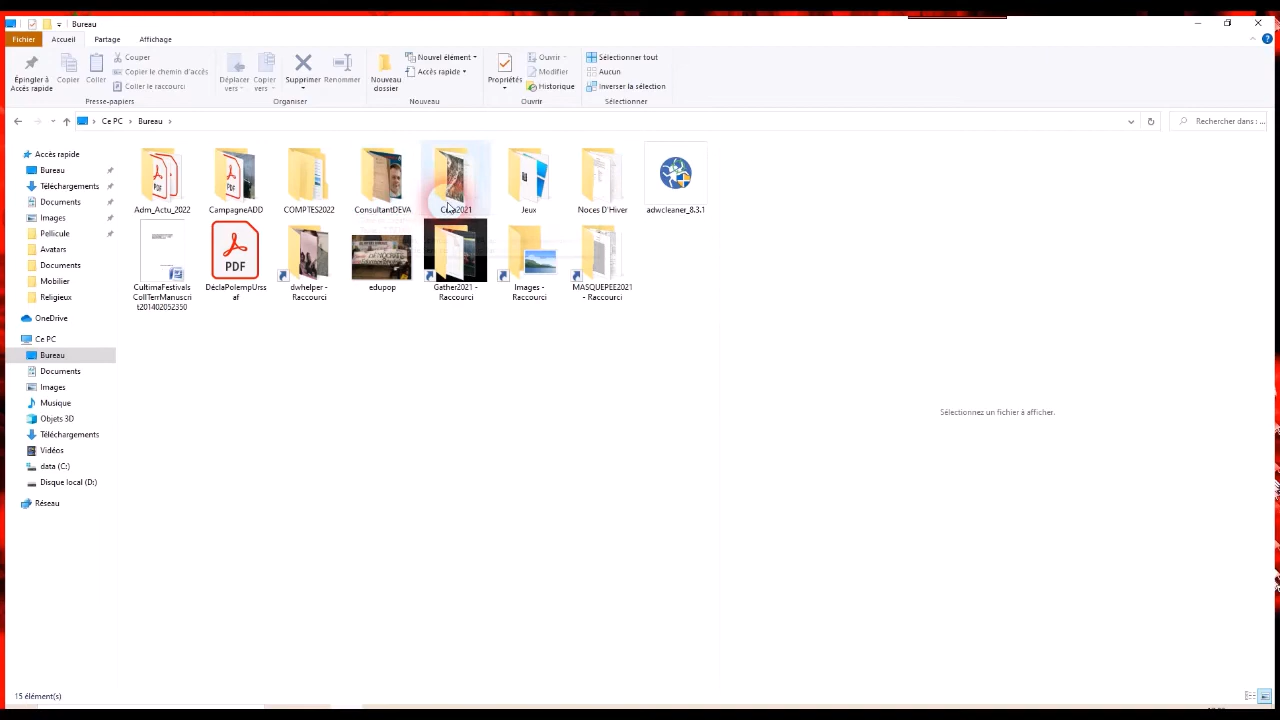 Bureau
Fichier Accueil Partage Affichage
Épingler à Accès rapide
Copier
Coller
Couper
Copier le chemin d'accès
Coller le raccourci
Presse-papiers
Déplacer vers
Copier vers
Supprimer
Renommer
Organiser
Nouveau dossier
Nouvel élément
Accès rapide
Nouveau
Propriétés
Ouvrir
Modifier
Historique
Ouvrir
Sélectionner tout
Aucun
Inverser la sélection
Sélectionner
Ce PC > Bureau >
Rechercher dans : ...
Accès rapide
Bureau
Téléchargements
Documents
Images
Pellicule
Avatars
Documents
Mobilier
Religieux
OneDrive
Ce PC
Bureau
Documents
Images
Musique
Objets 3D
Téléchargements
Vidéos
data (C:)
Disque local (D:)
Réseau
Adm_Actu_2022
CampagneADD
COMPTES2022
ConsultantDEVA
Jeux
Noces D'Hiver
adwcleaner_8.3.1
CultimaFestivals
CollTerrManuscri
t201402052350
PDF
DéclaPolempUrss
af
dwhelper -
Raccourci
edupop
Gather2021 -
Raccourci
Images -
Raccourci
MASQUEPEE2021
- Raccourci
Sélectionnez un fichier à afficher.
15 élément(s)